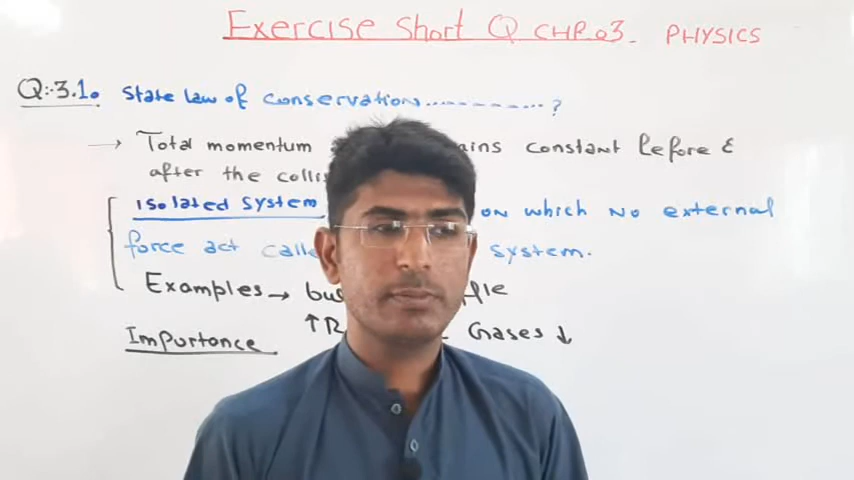 Exercise Short Q CHP.03. PHYSICS
Q:-3.1. State law of conservation..............?
→ Total momentum ains constant before &
after the collis
isolated system on which No external
force act calle system.
Examples → bu fle
↑R Gases ↓
Importance